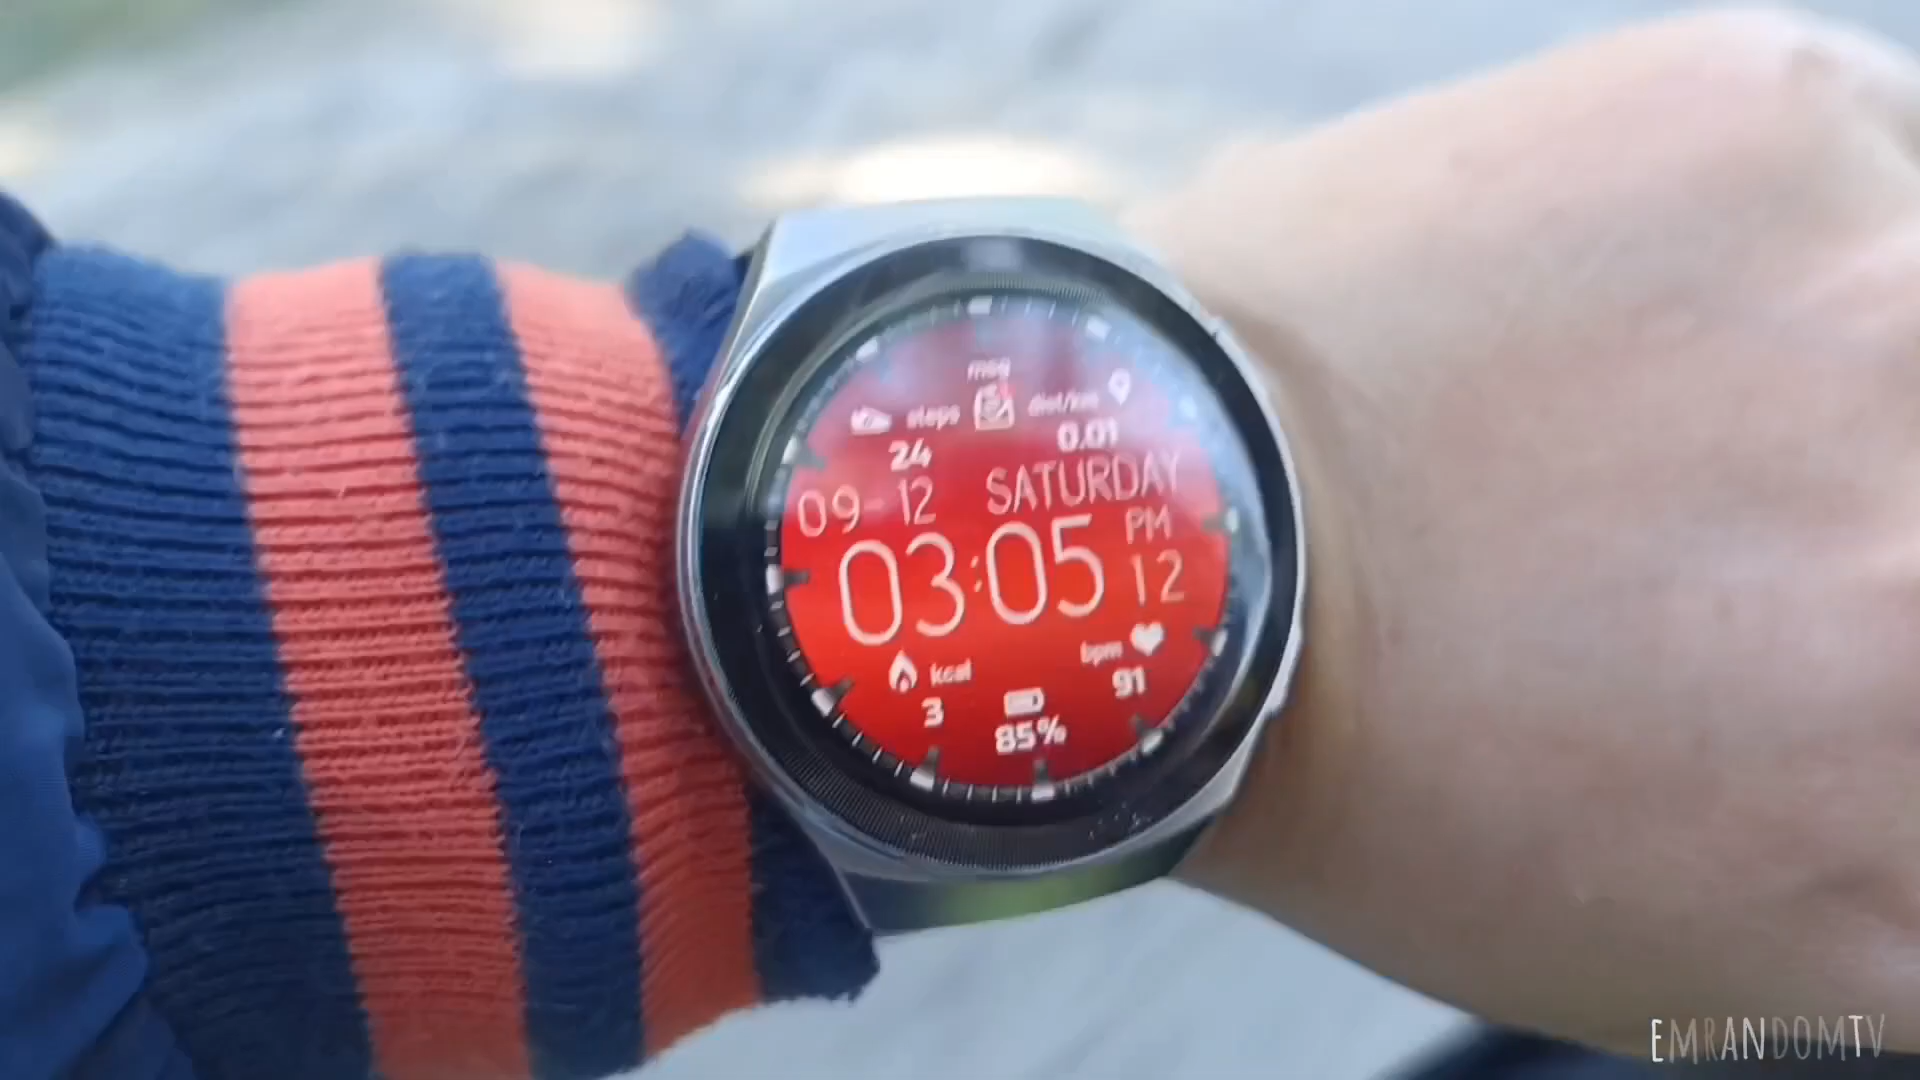 msg
steps dist/km
24 0.01
09-12 SATURDAY
03:05 PM 12
kcal bpm
3 91
85%
EMRANDOMTV